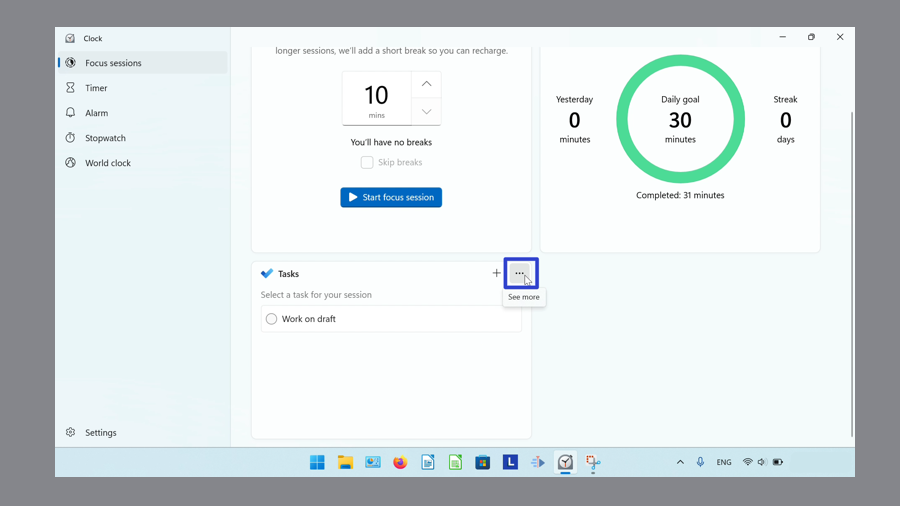 Clock
Focus sessions
Timer
Alarm
Stopwatch
World clock
Settings
longer sessions, we'll add a short break so you can recharge.
10
mins
You'll have no breaks
Skip breaks
Start focus session
Yesterday
0
minutes
Daily goal
30
minutes
Streak
0
days
Completed: 31 minutes
Tasks
See more
Select a task for your session
Work on draft
L
ENG